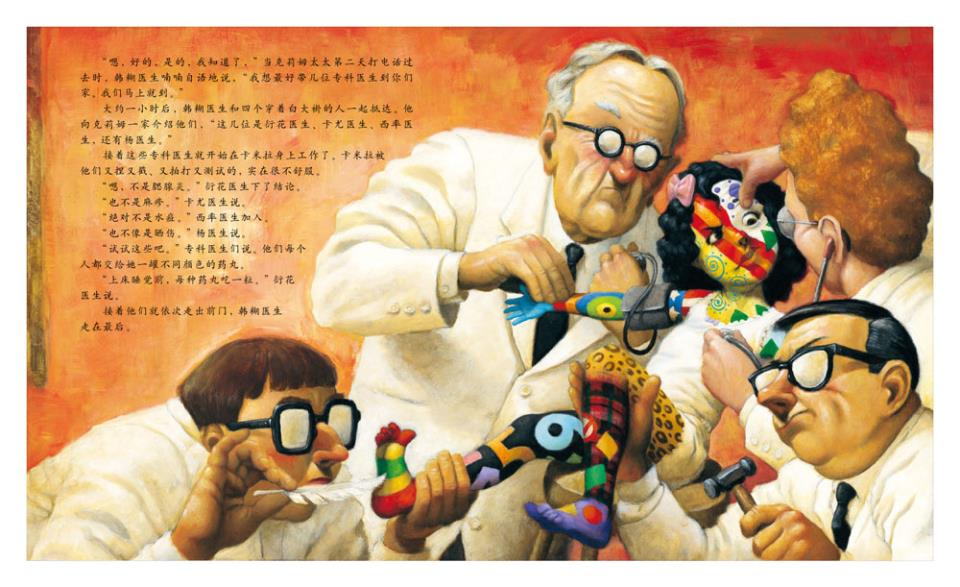 “嗯，好的，是的，我知道了，”当克莉姆太太第二天打电话过
去时，韩糊医生喃喃自语地说。“我想最好带几位专科医生到你们
家。我们马上就到。”
大约一小时后，韩糊医生和四个穿着白大褂的人一起抵达。他
向克莉姆一家介绍他们，“这几位是衍花医生、卡尤医生、西率医
生，还有杨医生。”
接着这些专科医生就开始在卡米拉身上工作了。卡米拉被
他们又捏又戳、又拍打又测试的，实在很不舒服。
“嗯，不是腮腺炎。”衍花医生下了结论。
“也不是麻疹。”卡尤医生说。
“绝对不是水痘。”西率医生加入。
“也不像是晒伤。”杨医生说。
“试试这些吧。”专科医生们说。他们每个
人都交给她一罐不同颜色的药丸。
“上床睡觉前，每种药丸吃一粒。”衍花
医生说。
接着他们就依次走出前门，韩糊医生
走在最后。